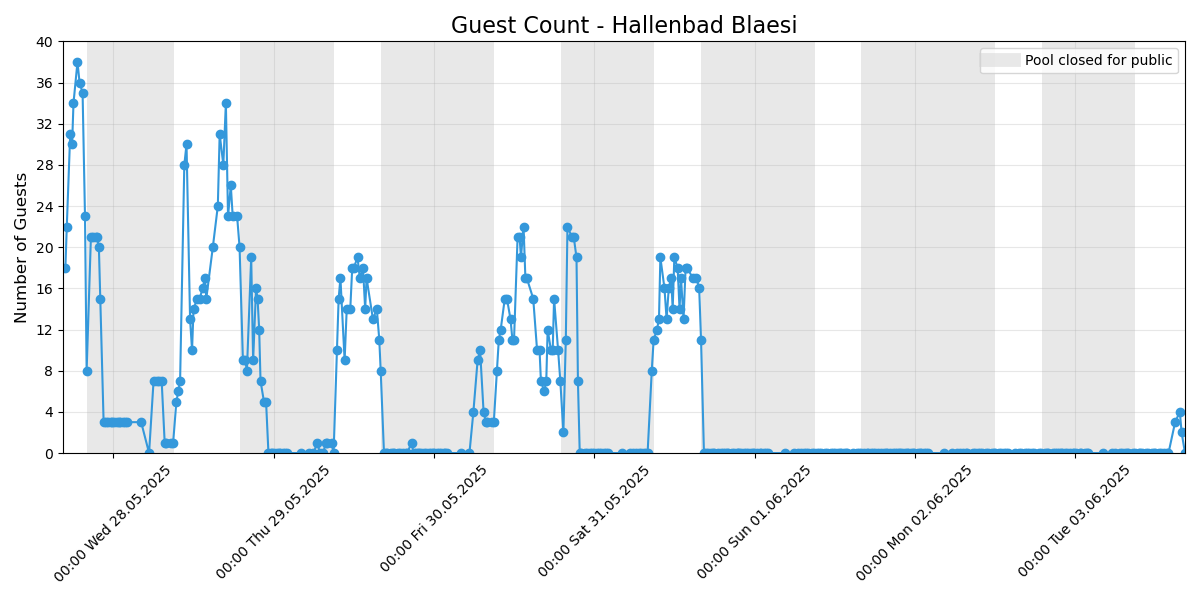 Guest Count - Hallenbad Blaesi
Pool closed for public
Number of Guests
40
36
32
28
24
20
16
12
8
4
0
00:00 Wed 28.05.2025
00:00 Thu 29.05.2025
00:00 Fri 30.05.2025
00:00 Sat 31.05.2025
00:00 Sun 01.06.2025
00:00 Mon 02.06.2025
00:00 Tue 03.06.2025